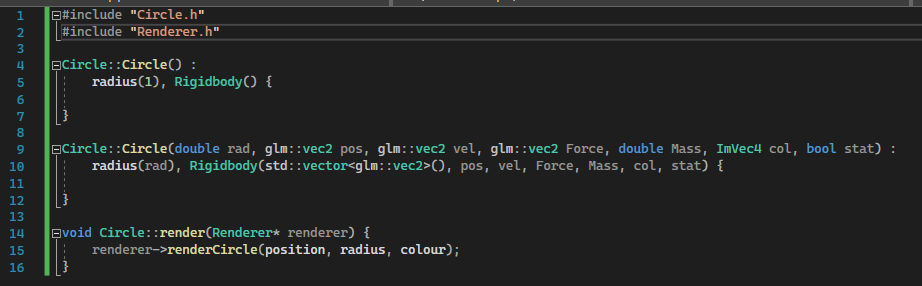 1 #include "Circle.h"
2 #include "Renderer.h"
3
4 Circle::Circle() :
5 radius(1), Rigidbody() {
6
7 }
8
9 Circle::Circle(double rad, glm::vec2 pos, glm::vec2 vel, glm::vec2 Force, double Mass, ImVec4 col, bool stat) :
10 radius(rad), Rigidbody(std::vector<glm::vec2>(), pos, vel, Force, Mass, col, stat) {
11
12 }
13
14 void Circle::render(Renderer* renderer) {
15 renderer->renderCircle(position, radius, colour);
16 }